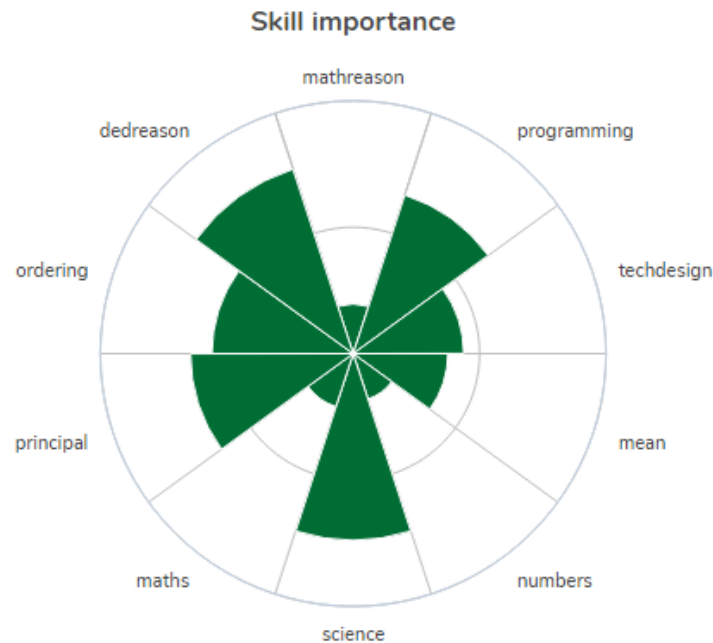 Skill importance
mathreason
dedreason
programming
ordering
techdesign
principal
mean
maths
numbers
science